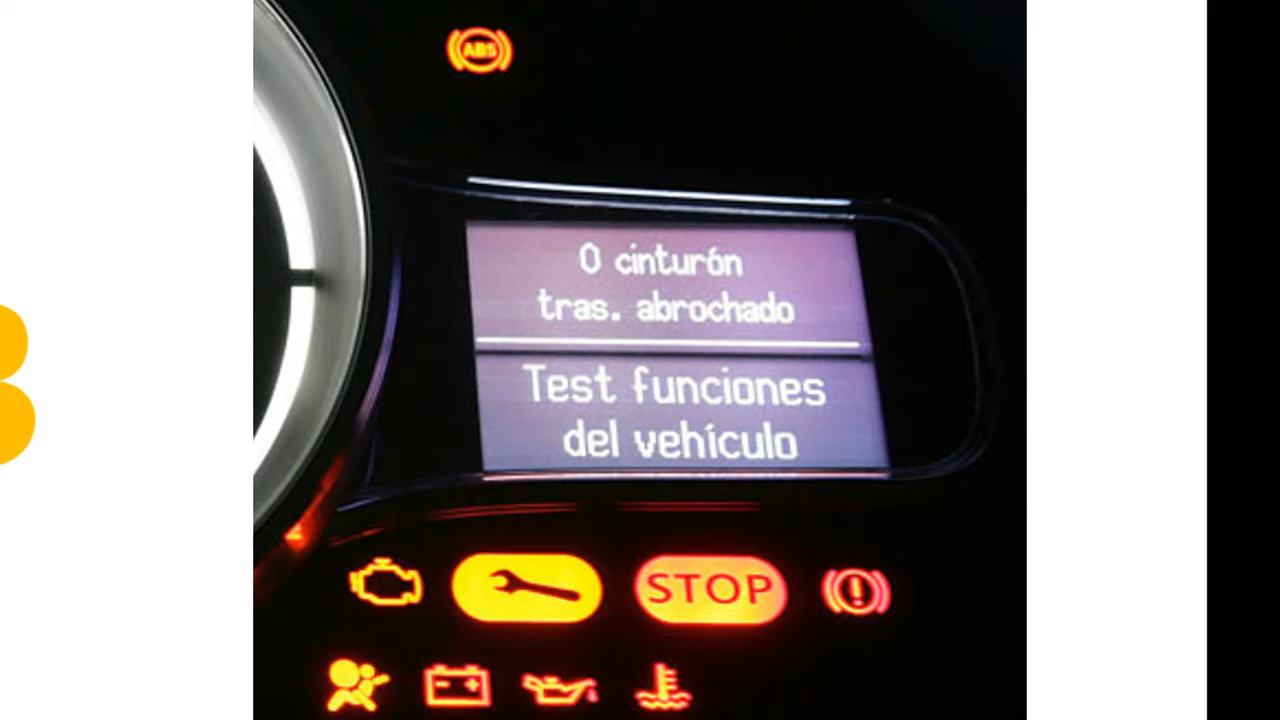 ABS
0 cinturón
tras. abrochado
Test funciones
del vehículo
STOP